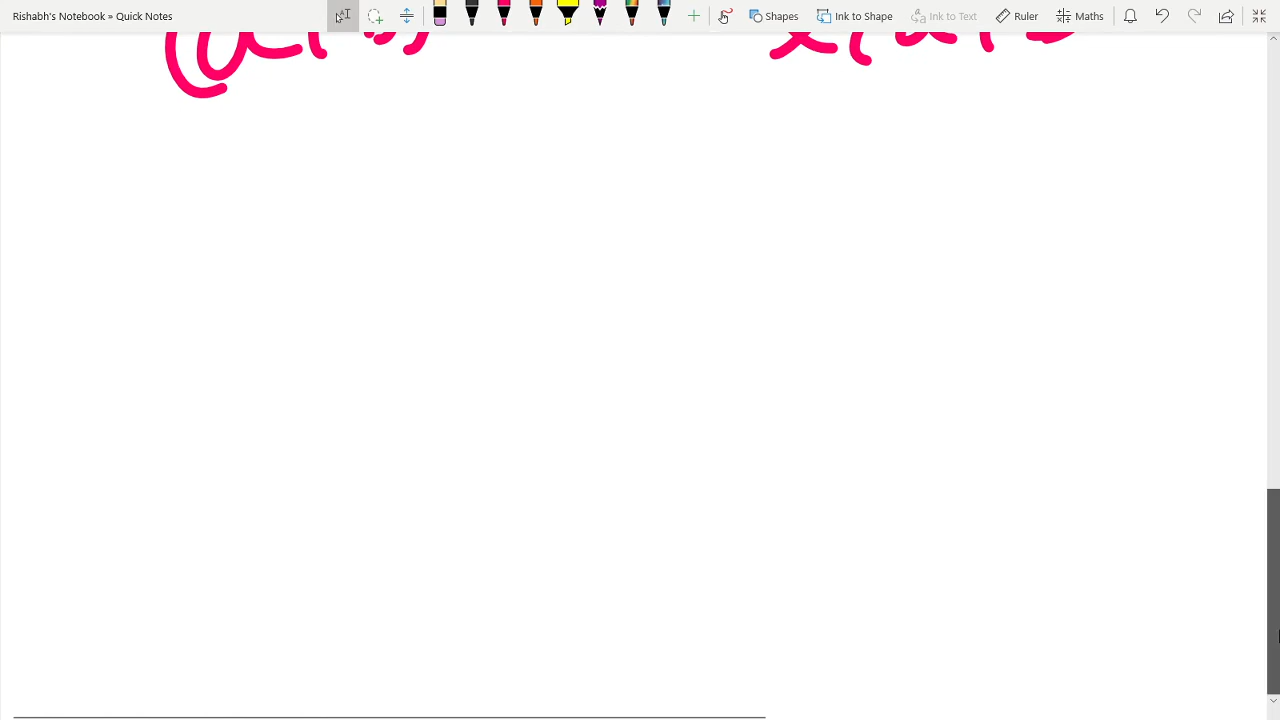 Rishabh's Notebook » Quick Notes
Shapes
Ink to Shape
Ink to Text
Ruler
Maths